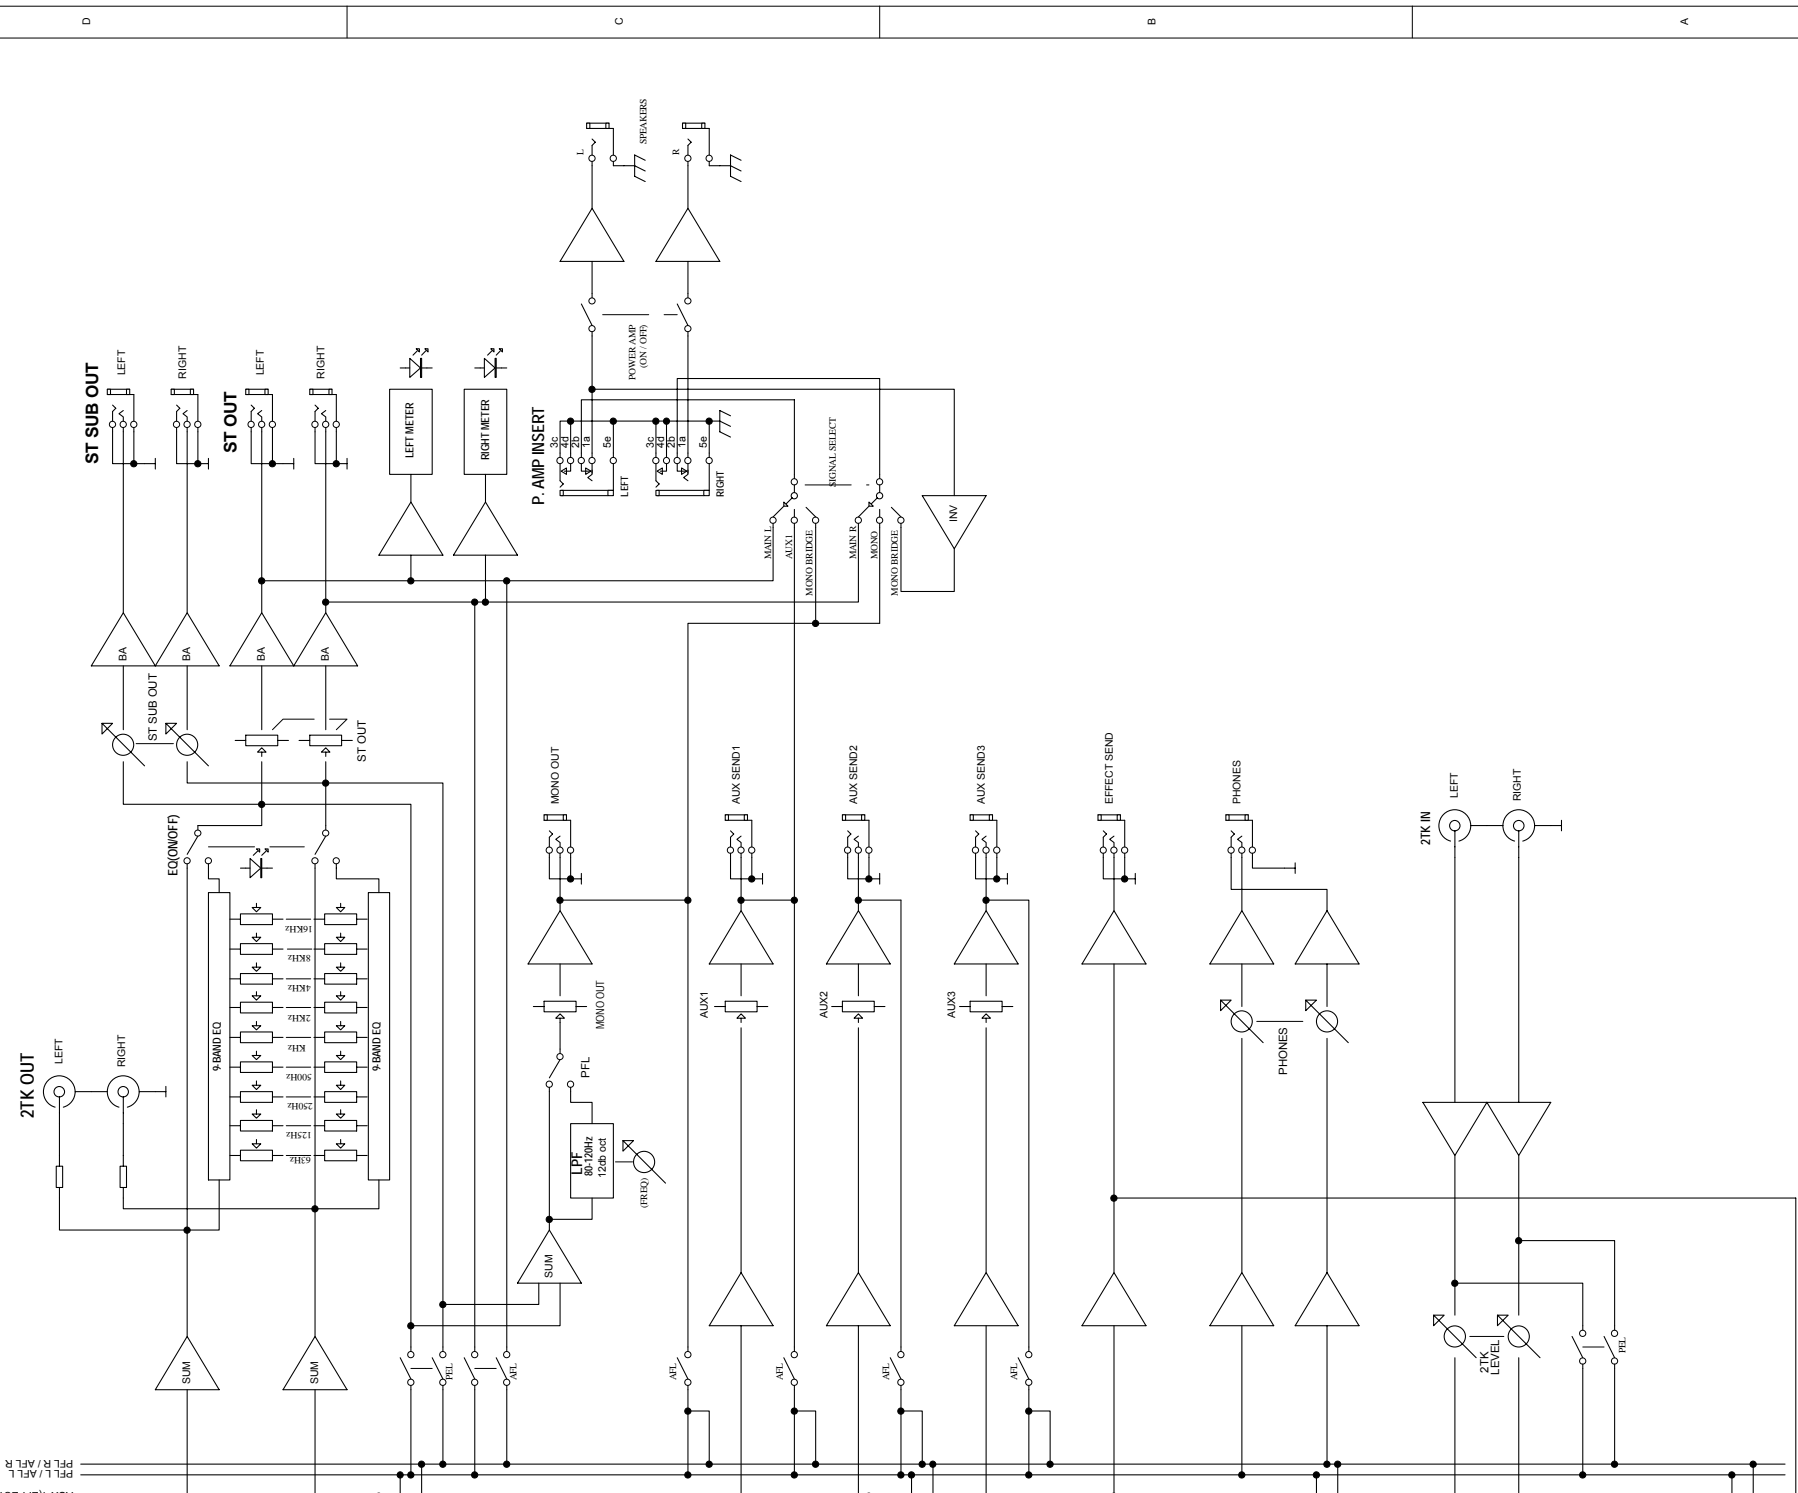 D
C
B
A
SPEAKERS
L
R
POWER AMP
(ON / OFF)
ST SUB OUT
LEFT
RIGHT
ST OUT
LEFT
RIGHT
LEFT METER
RIGHT METER
P. AMP INSERT
3c
4d
2b
1a
5e
LEFT
3c
4d
2b
1a
5e
RIGHT
SIGNAL SELECT
MAIN L
AUX1
MONO BRIDGE
MAIN R
MONO
MONO BRIDGE
INV
BA
BA
BA
BA
ST SUB OUT
ST OUT
MONO OUT
AUX SEND1
AUX SEND2
AUX SEND3
EFFECT SEND
PHONES
2TK IN
LEFT
RIGHT
EQ(ON/OFF)
9-BAND EQ
9-BAND EQ
16KHz
8KHz
4KHz
2KHz
KHz
500Hz
250Hz
125Hz
63Hz
MONO OUT
AUX1
AUX2
AUX3
PHONES
2TK OUT
LEFT
RIGHT
PFL
LPF
80-120Hz
12db oct
(FREQ)
SUM
SUM
SUM
PEL
AFL
AFL
AFL
AFL
AFL
2TK
LEVEL
PEL
PFL R / AFL R
PFL L / AFL L